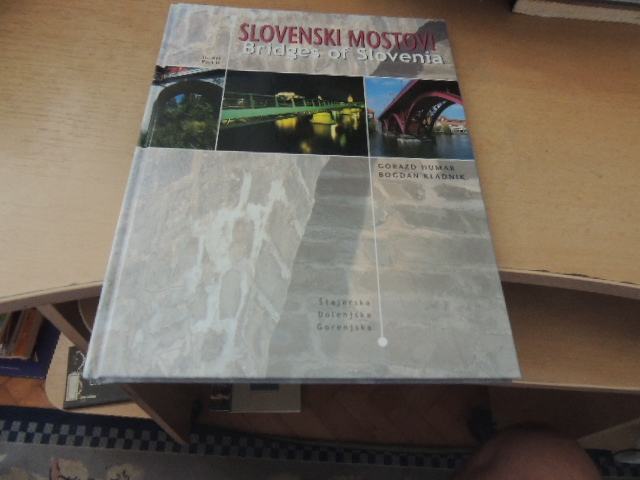 SLOVENSKI MOSTOVI
Bridges of Slovenia
GORAZD HUMAR
BOGDAN KLADNIK
Štajerska
Dolenjska
Gorenjska